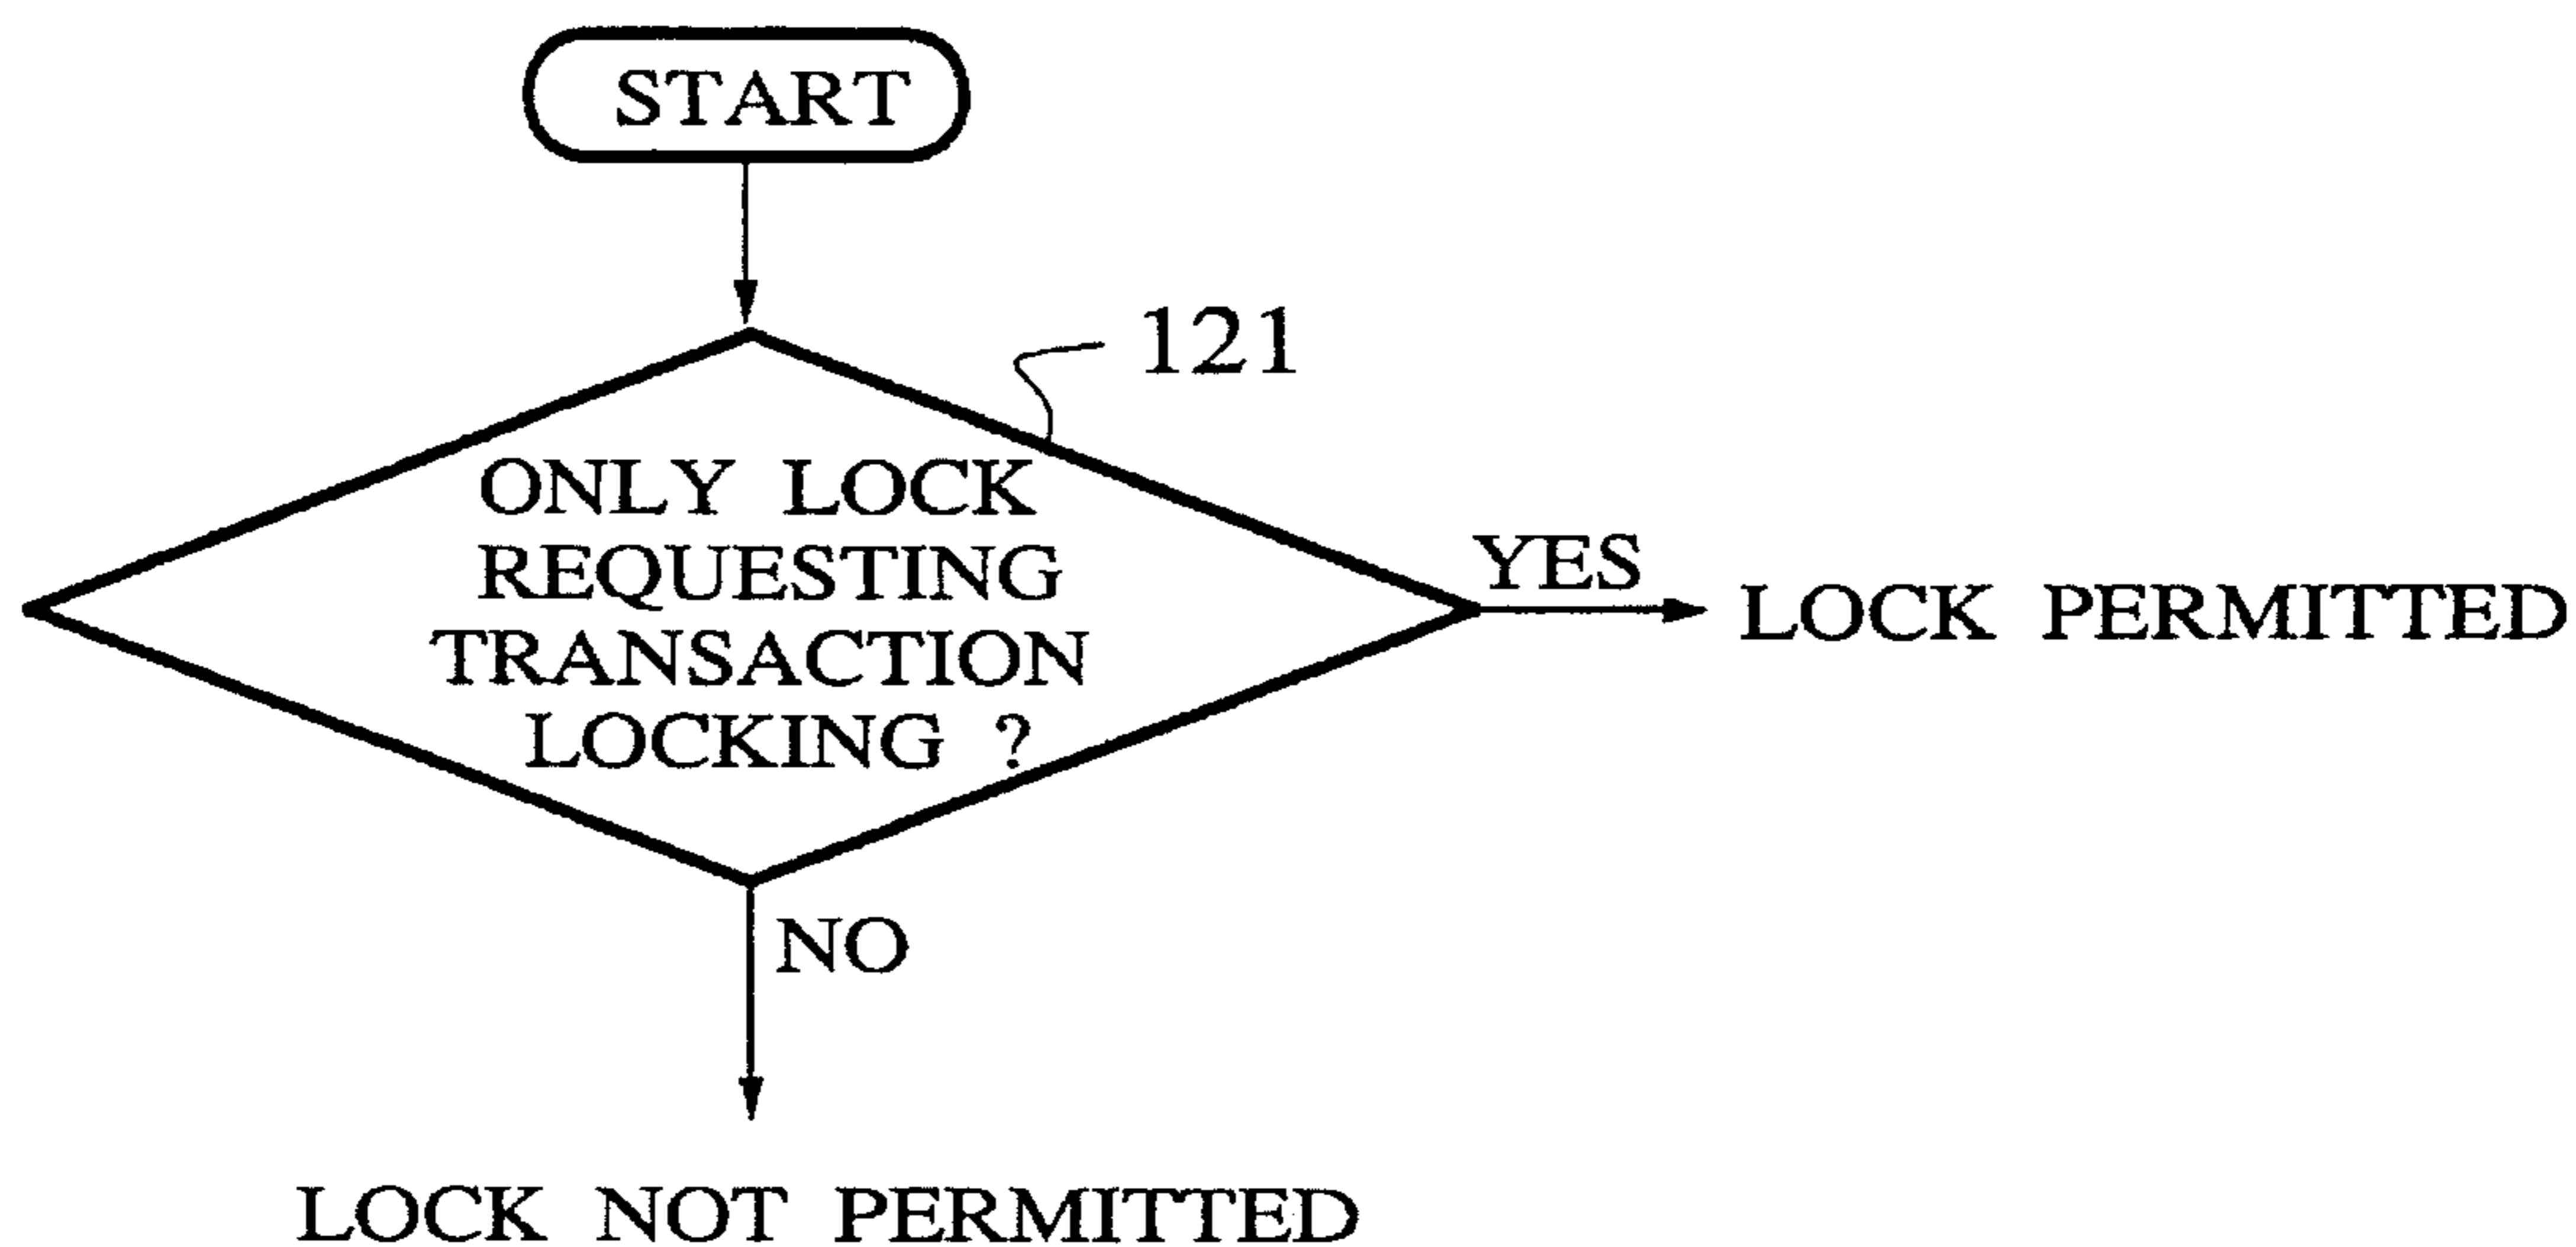 START
121
ONLY LOCK
REQUESTING
TRANSACTION
LOCKING ?
YES
LOCK PERMITTED
NO
LOCK NOT PERMITTED